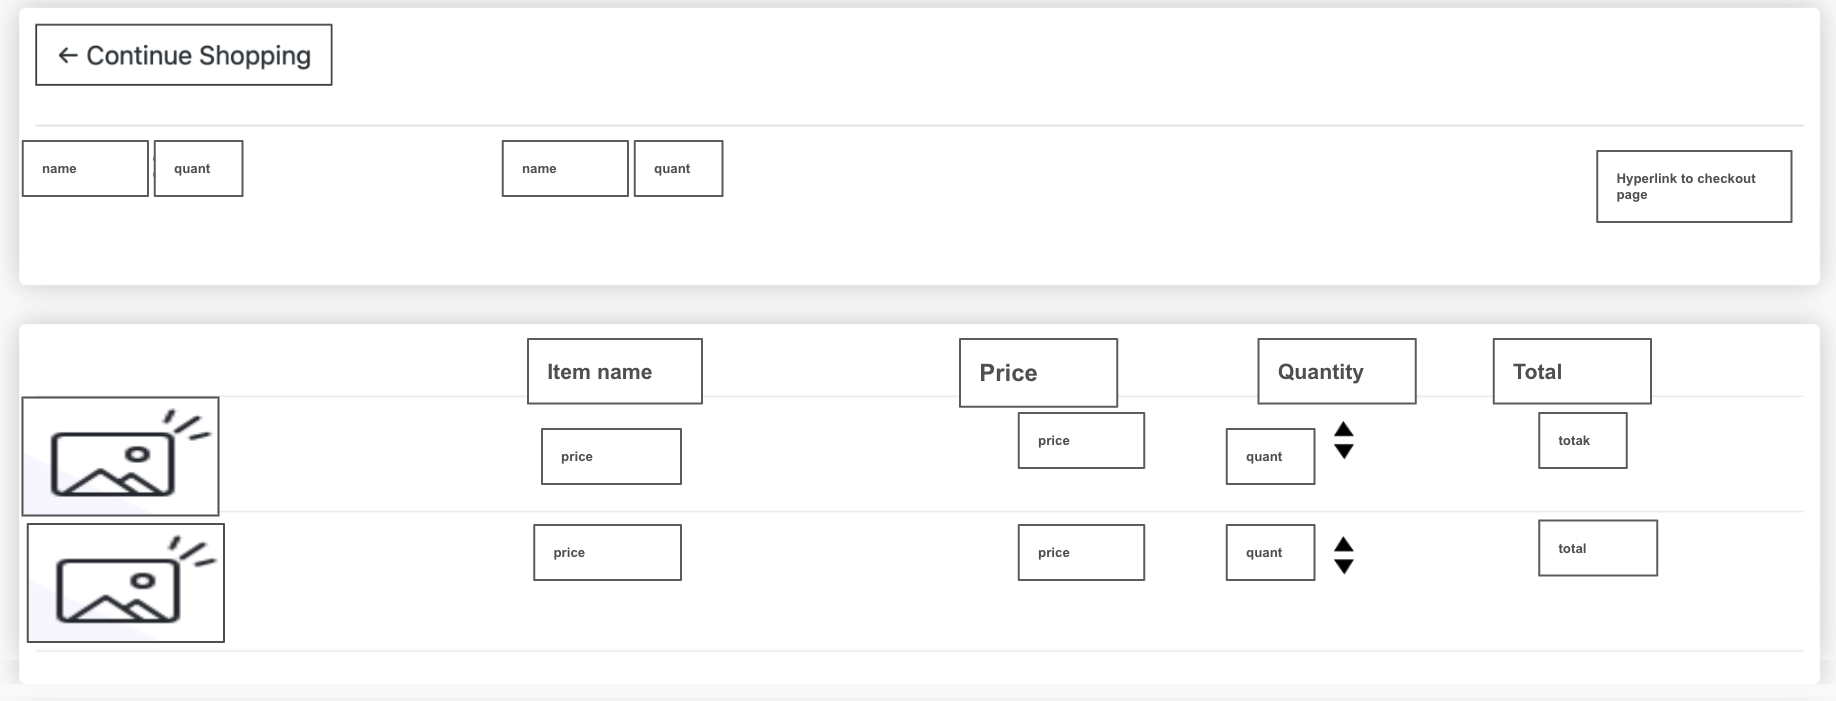 ← Continue Shopping
name quant name quant
Hyperlink to checkout
page
Item name Price Quantity Total
price price quant totak
price price quant total